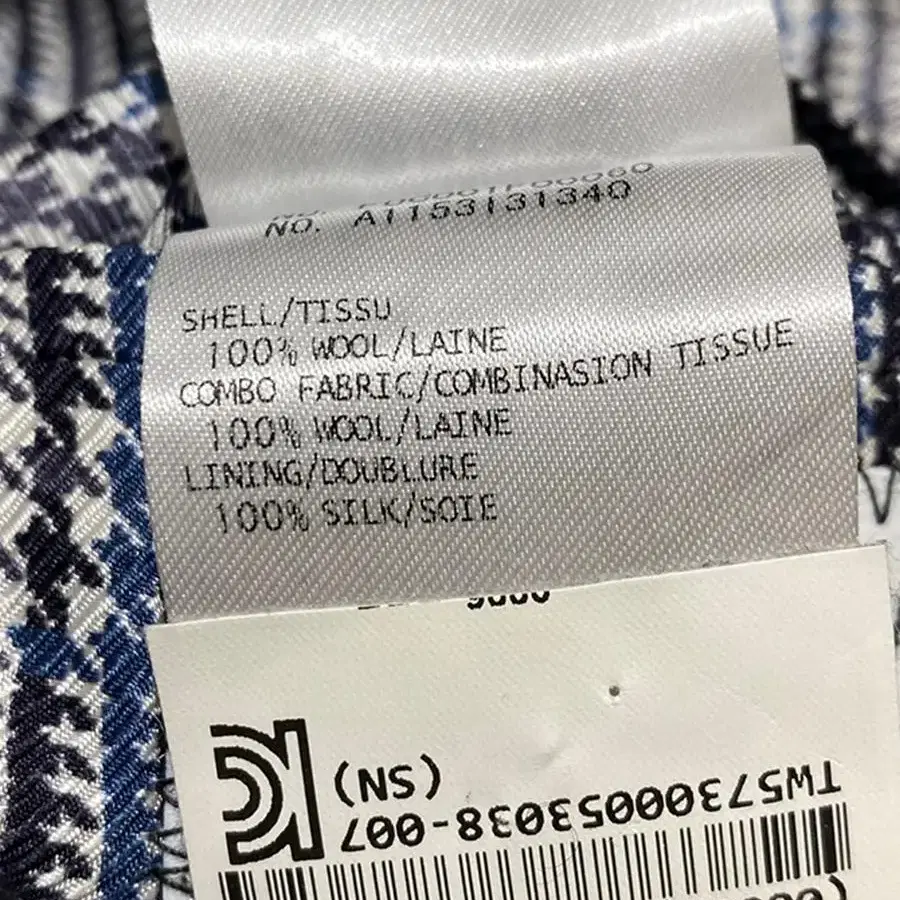 NO. A1153131340
SHELL/TISSU
100% WOOL/LAINE
COMBO FABRIC/COMBINASION TISSUE
100% WOOL/LAINE
LINING/DOUBLURE
100% SILK/SOIE
TW57300053038-007
(SN)